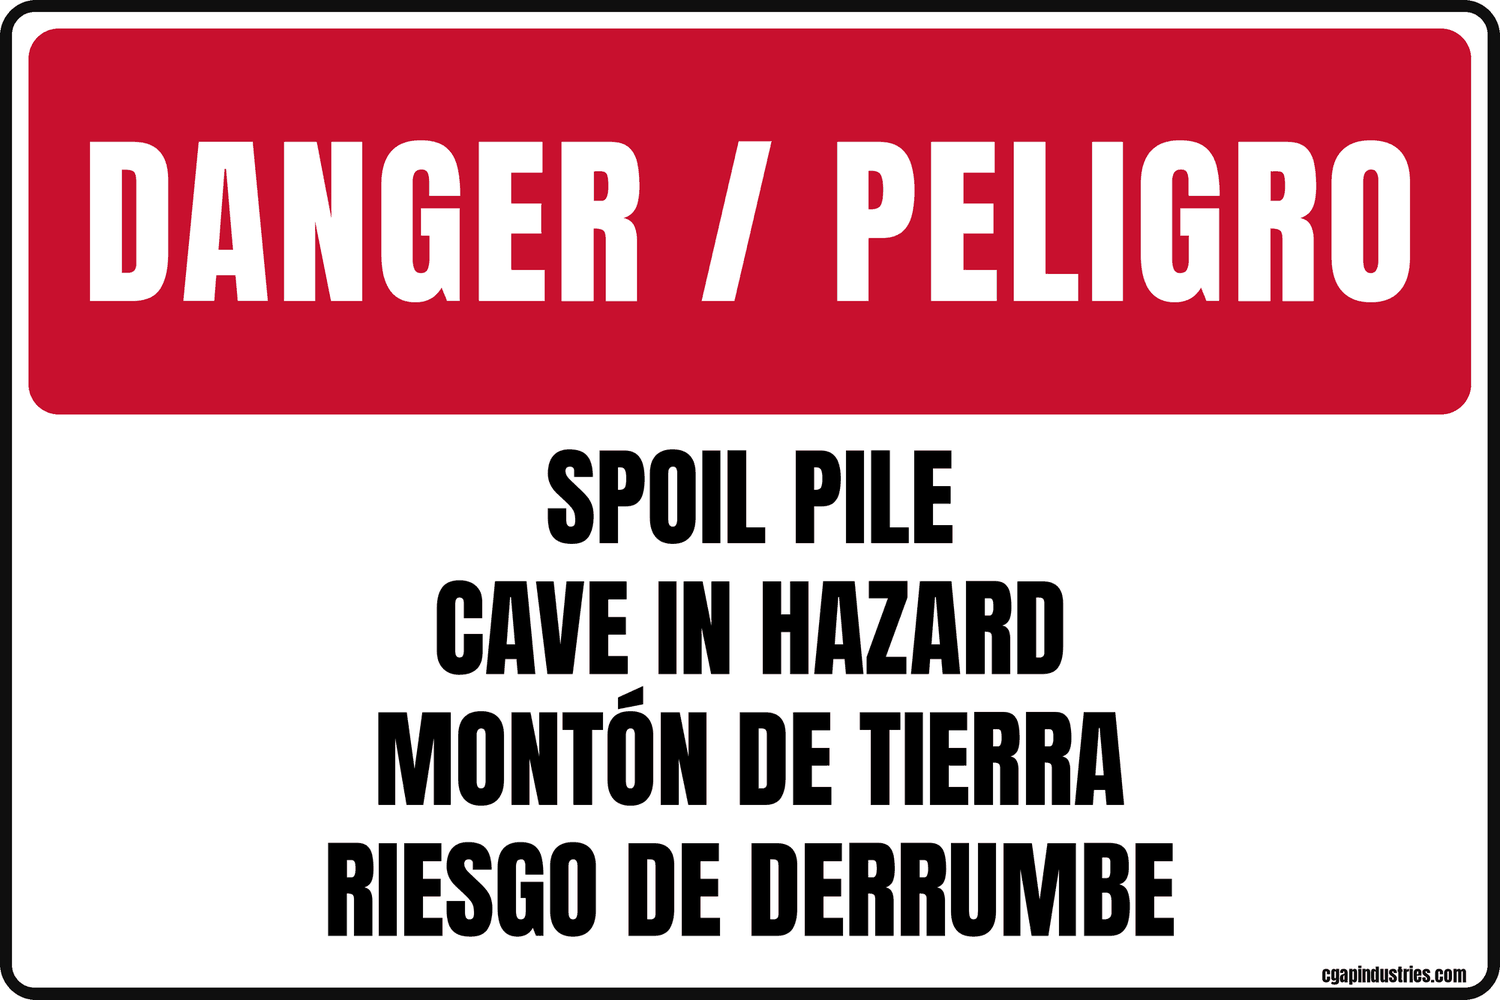 DANGER / PELIGRO
SPOIL PILE
CAVE IN HAZARD
MONTÓN DE TIERRA
RIESGO DE DERRUMBE
cgapindustries.com